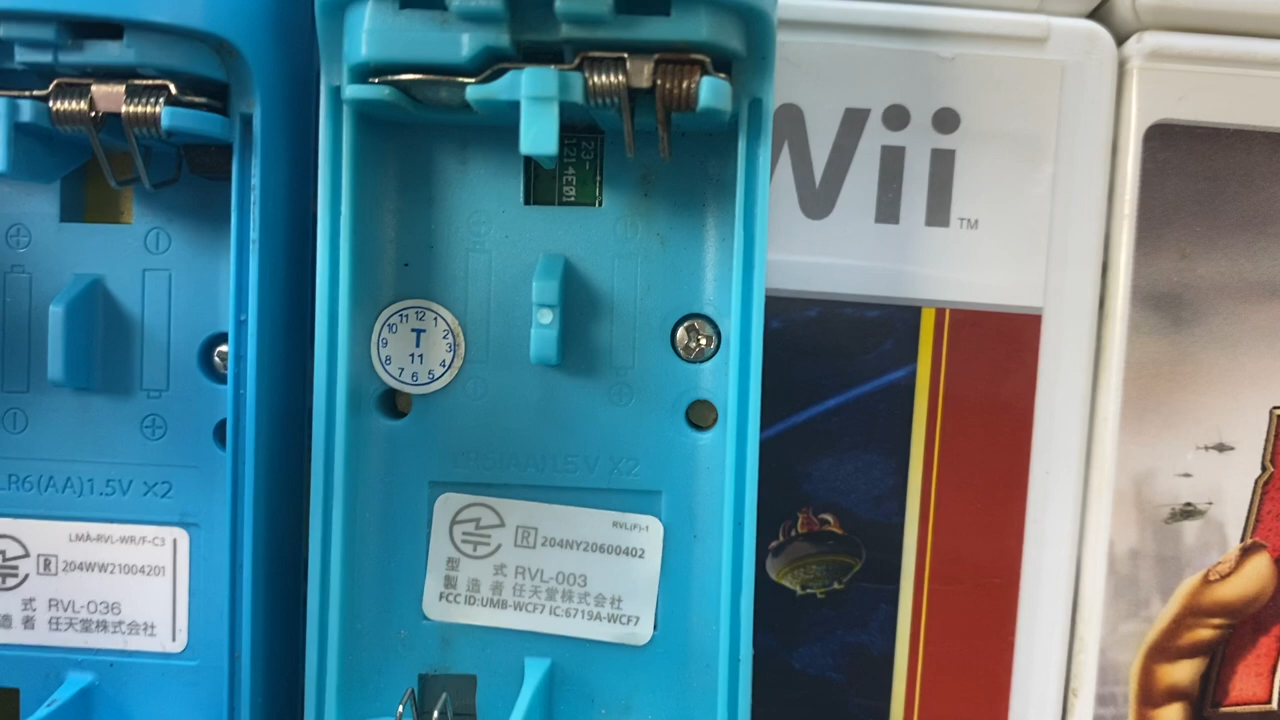 LR6(AA)1.5V X2
LMA-RVL-WR/F-C3
R 204WW21004201
式 RVL-036
造者 任天堂株式会社
23-
1214E01
12
1
2
3
4
5
6
7
8
9
10
11
T
11
LR6(AA)1.5V X2
RVL(F)-1
R 204NY20600402
型式 RVL-003
製造者 任天堂株式会社
FCC ID:UMB-WCF7 IC:6719A-WCF7
Wii
TM